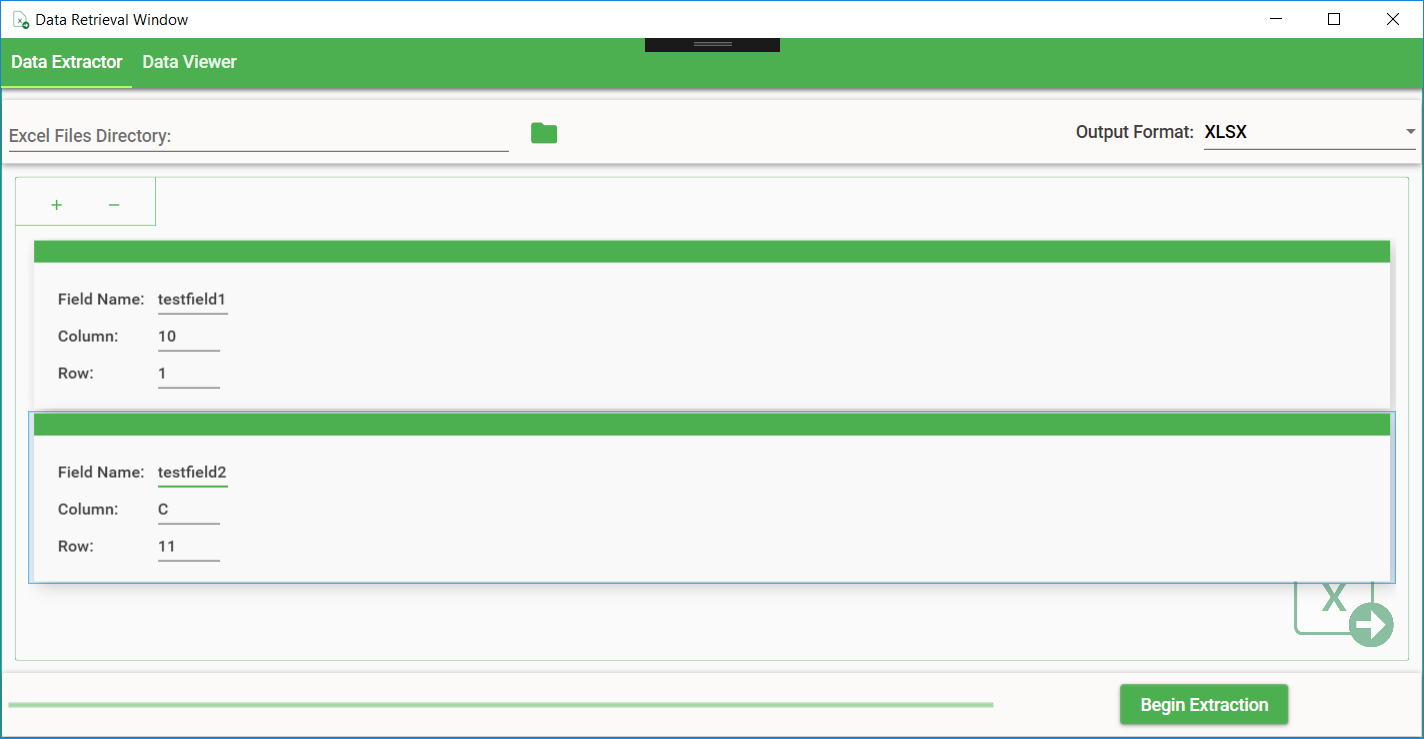 Data Retrieval Window
Data Extractor Data Viewer
Excel Files Directory:
Output Format: XLSX
+ −
Field Name: testfield1
Column: 10
Row: 1
Field Name: testfield2
Column: C
Row: 11
X
Begin Extraction